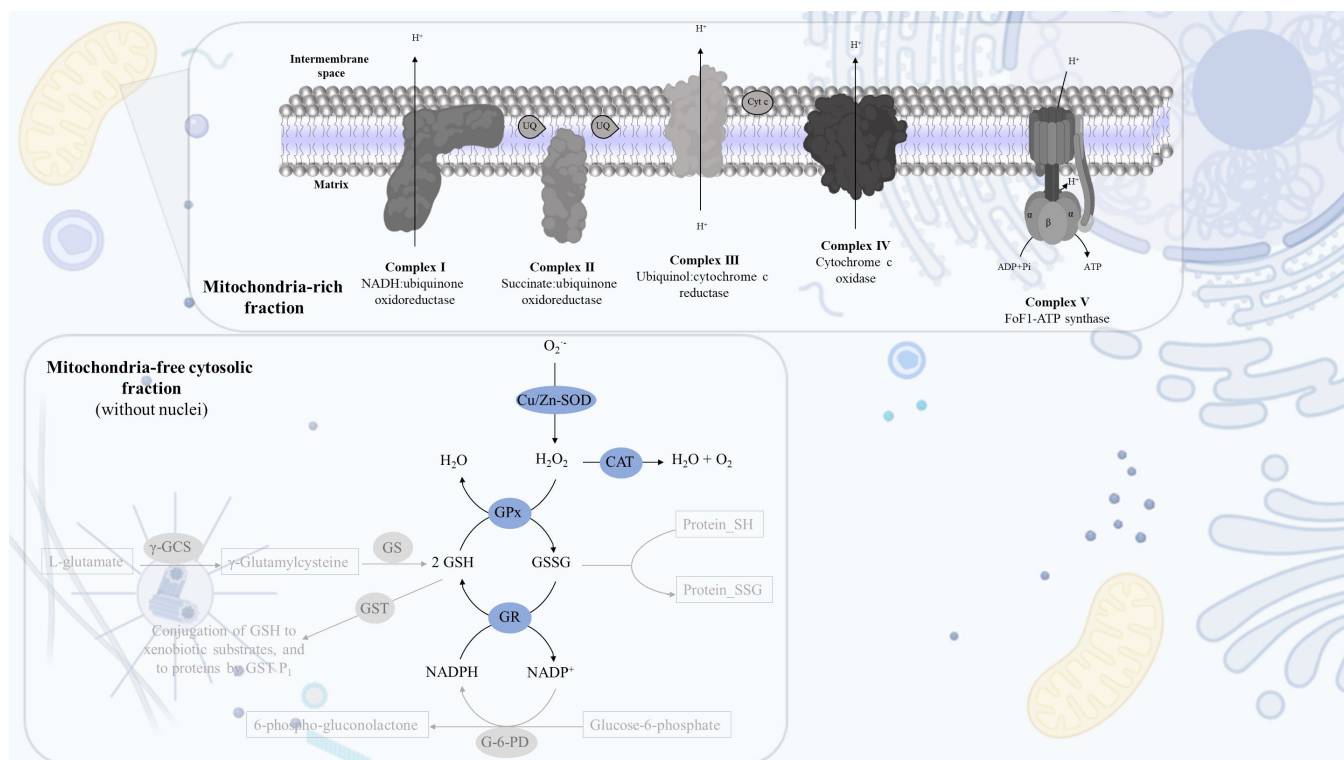 H⁺
H⁺
H⁺
H⁺
Intermembrane
space
Cyt c
UQ
UQ
Matrix
H⁺
α
β
α
H⁺
ADP+Pi
ATP
Complex I
NADH:ubiquinone
oxidoreductase
Complex II
Succinate:ubiquinone
oxidoreductase
Complex III
Ubiquinol:cytochrome c
reductase
Complex IV
Cytochrome c
oxidase
Complex V
FoF1-ATP synthase
Mitochondria-rich
fraction
Mitochondria-free cytosolic
fraction
(without nuclei)
O₂˙⁻
Cu/Zn-SOD
H₂O
H₂O₂
CAT
H₂O + O₂
GPx
Protein_SH
L-glutamate
γ-GCS
γ-Glutamylcysteine
GS
2 GSH
GSSG
Protein_SSG
GST
GR
Conjugation of GSH to
xenobiotic substrates, and
to proteins by GST P₁
NADPH
NADP⁺
6-phospho-gluconolactone
Glucose-6-phosphate
G-6-PD